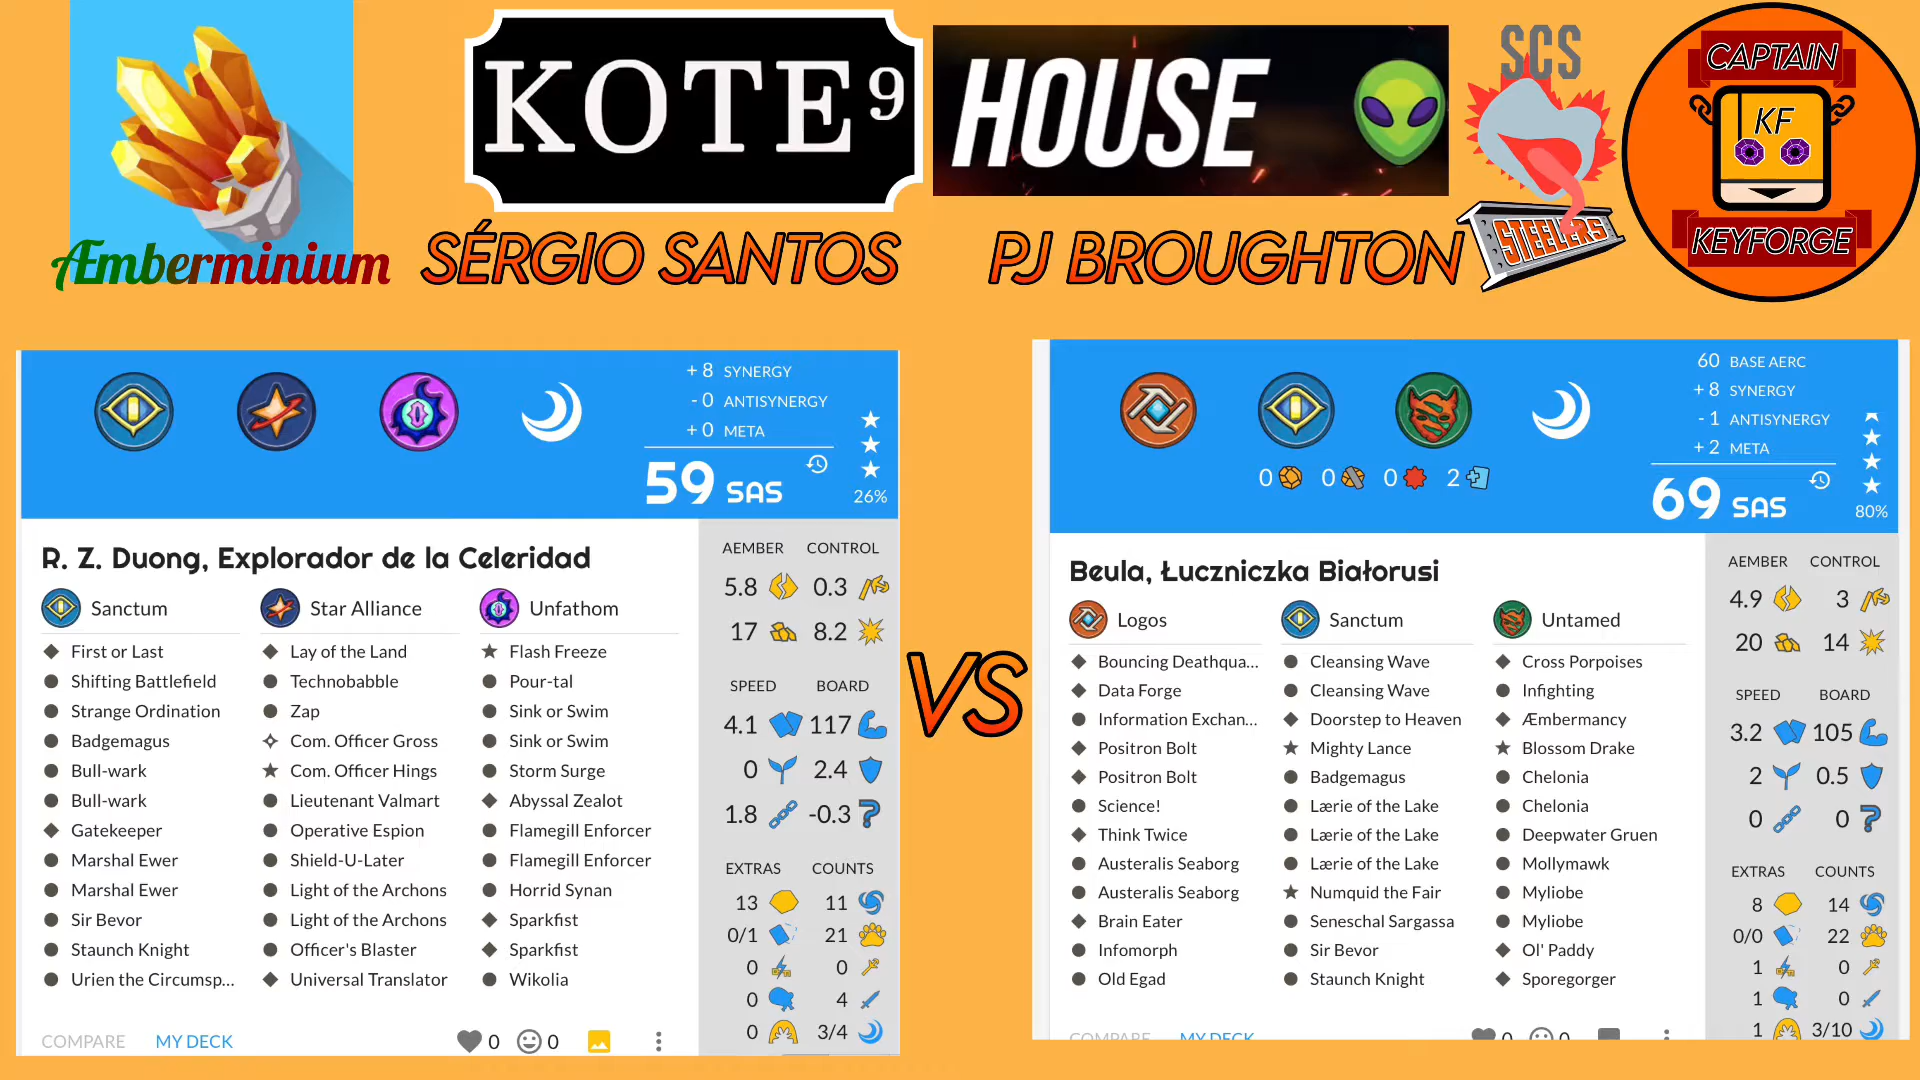 KOTE9
HOUSE
SCS
STEELERS
CAPTAIN
KF
KEYFORGE
Æmberminium
SÉRGIO SANTOS
PJ BROUGHTON
VS
+ 8 SYNERGY
- 0 ANTISYNERGY
+ 0 META
59 SAS
26%
R. Z. Duong, Explorador de la Celeridad
Sanctum
First or Last
Shifting Battlefield
Strange Ordination
Badgemagus
Bull-wark
Bull-wark
Gatekeeper
Marshal Ewer
Marshal Ewer
Sir Bevor
Staunch Knight
Urien the Circumsp...
Star Alliance
Lay of the Land
Technobabble
Zap
Com. Officer Gross
Com. Officer Hings
Lieutenant Valmart
Operative Espion
Shield-U-Later
Light of the Archons
Light of the Archons
Officer's Blaster
Universal Translator
Unfathom
Flash Freeze
Pour-tal
Sink or Swim
Sink or Swim
Storm Surge
Abyssal Zealot
Flamegill Enforcer
Flamegill Enforcer
Horrid Synan
Sparkfist
Sparkfist
Wikolia
AEMBER CONTROL
5.8 0.3
17 8.2
SPEED BOARD
4.1 117
0 2.4
1.8 -0.3
EXTRAS COUNTS
13 11
0/1 21
0 0
0 4
0 3/4
COMPARE MY DECK 0 0
60 BASE AERC
+ 8 SYNERGY
- 1 ANTISYNERGY
+ 2 META
69 SAS
80%
0 0 0 2
Beula, Łuczniczka Białorusi
Logos
Bouncing Deathqua...
Data Forge
Information Exchan...
Positron Bolt
Positron Bolt
Science!
Think Twice
Australis Seaborg
Australis Seaborg
Brain Eater
Infomorph
Old Egad
Sanctum
Cleansing Wave
Cleansing Wave
Doorstep to Heaven
Mighty Lance
Badgemagus
Lærie of the Lake
Lærie of the Lake
Lærie of the Lake
Numquid the Fair
Seneschal Sargassa
Sir Bevor
Staunch Knight
Untamed
Cross Porpoises
Infighting
Æmbermancy
Blossom Drake
Chelonia
Chelonia
Deepwater Gruen
Mollymawk
Myliobe
Myliobe
Ol' Paddy
Sporegorger
AEMBER CONTROL
4.9 3
20 14
SPEED BOARD
3.2 105
2 0.5
0 0
EXTRAS COUNTS
8 14
0/0 22
1 0
1 0
1 3/10
COMPARE MY DECK 0 0